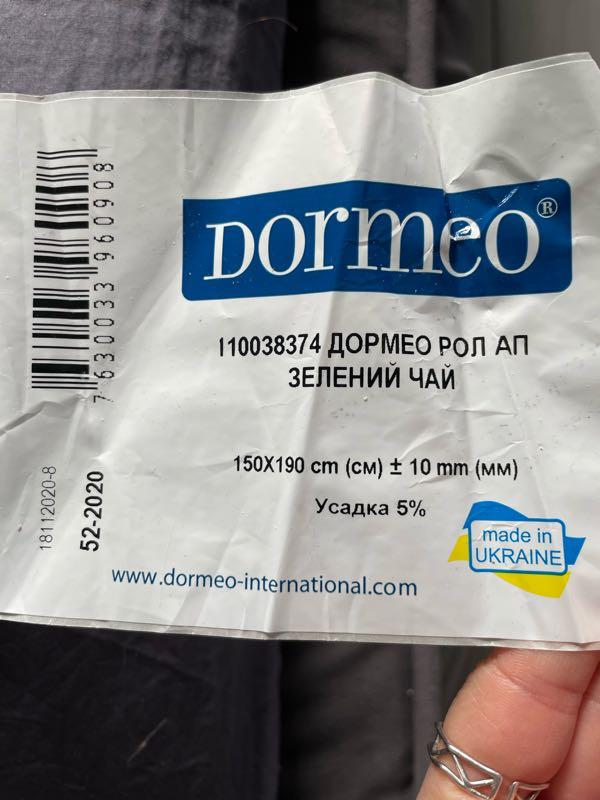 Dormeo®
110038374 ДОРМЕО РОЛ АП
ЗЕЛЕНИЙ ЧАЙ
150X190 cm (см) ± 10 mm (мм)
Усадка 5%
made in
UKRAINE
www.dormeo-international.com
7 630033 960908
18112020-8
52-2020